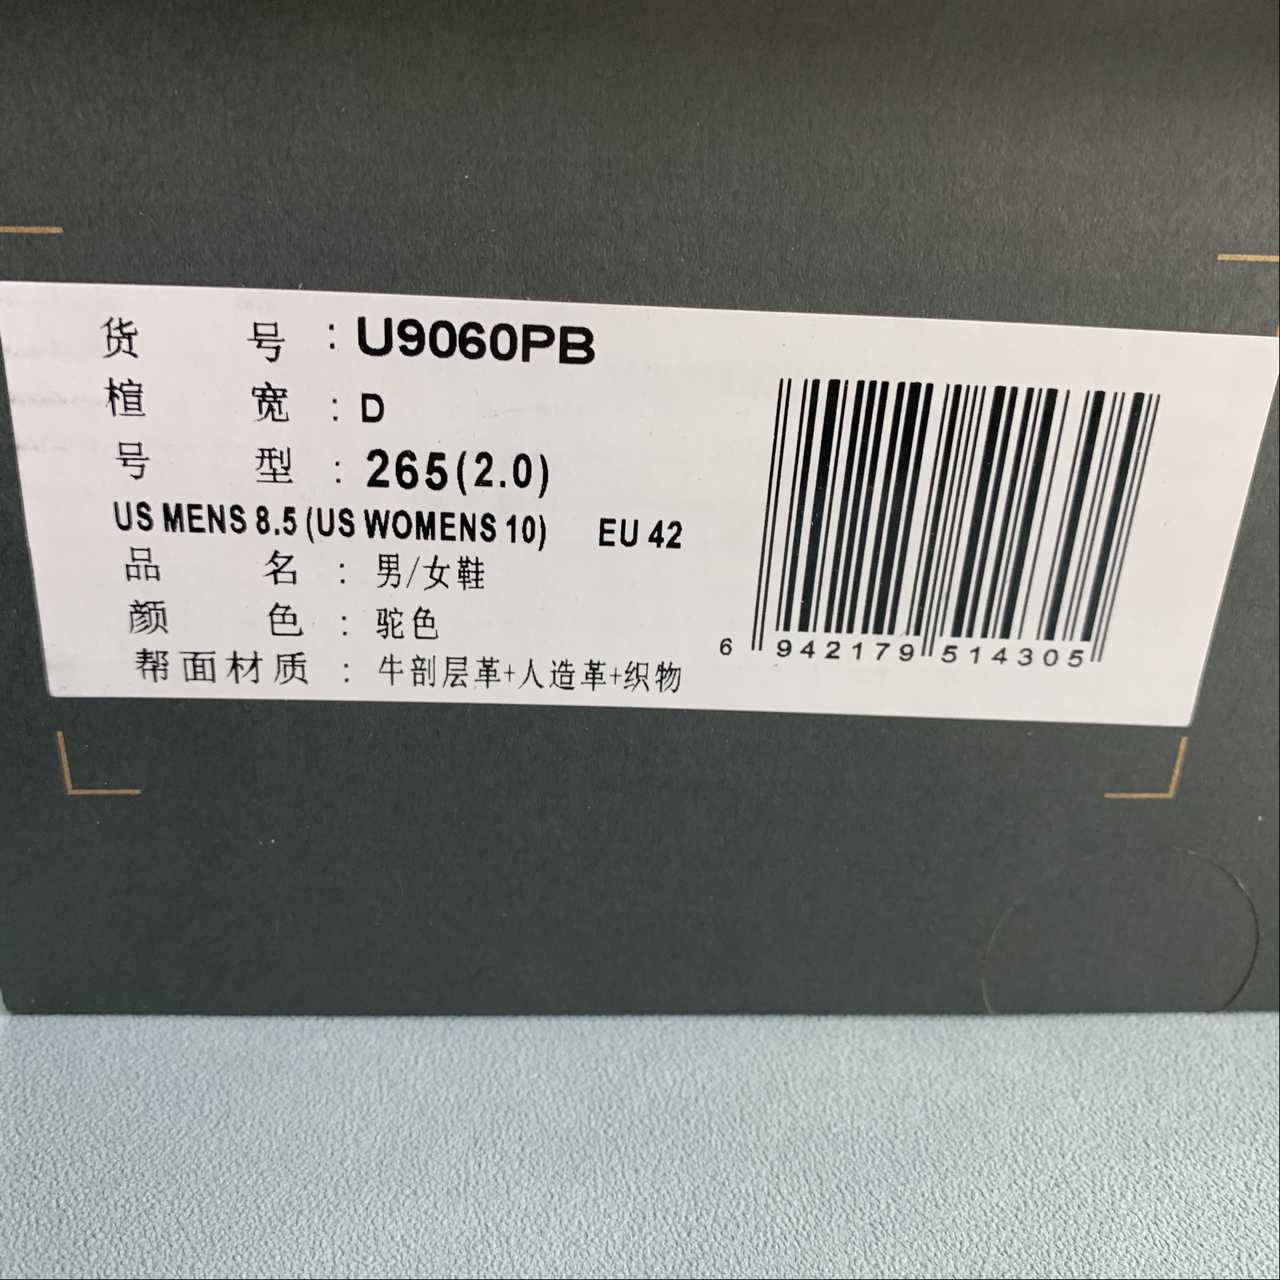 货号：U9060PB
楦宽：D
号型：265(2.0)
US MENS 8.5 (US WOMENS 10) EU 42
品名：男/女鞋
颜色：驼色
帮面材质：牛剖层革+人造革+织物
6 942179 514305